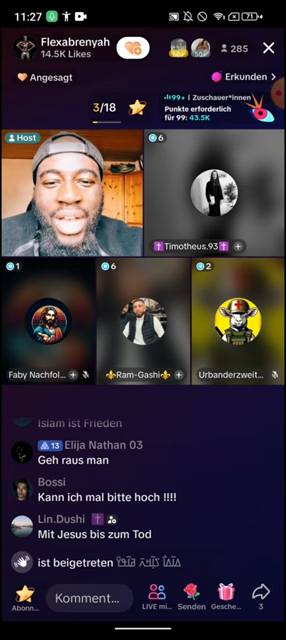 11:27
71
Flexabrenyah
14.5K Likes
285
Angesagt
Erkunden >
3/18
99+ | Zuschauer*innen
Punkte erforderlich
für 99: 43.5K
Host
6
✝️Timotheus.93✝️ +
1
6
2
Faby Nachfol... +
⚜️Ram-Gashi⚜️ +
Urbanderzweit...
Islam ist Frieden
13 Elija Nathan 03
Geh raus man
Bossi
Kann ich mal bitte hoch !!!!
Lin.Dushi ✝️
Mit Jesus bis zum Tod
ist beigetreten
Abonn...
Komment...
LIVE mi...
Senden
Gesche...
3